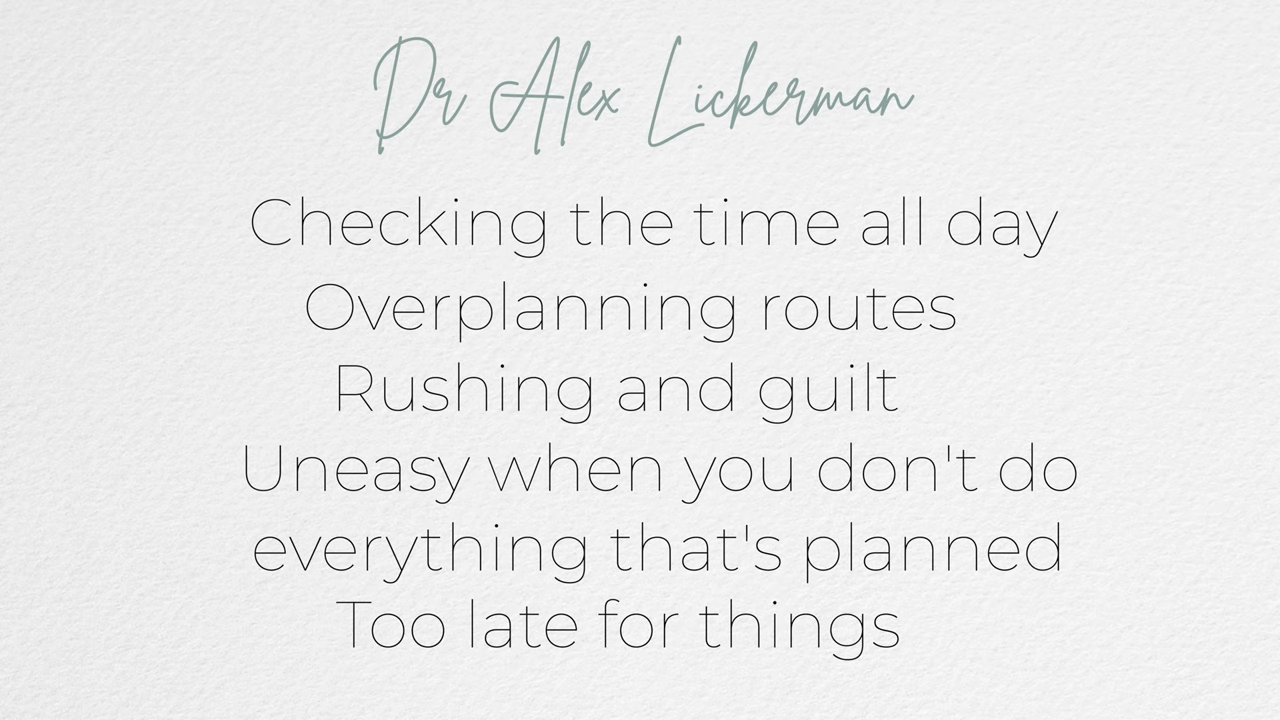 Dr Alex Lickerman
Checking the time all day
Overplanning routes
Rushing and guilt
Uneasy when you don't do
everything that's planned
Too late for things